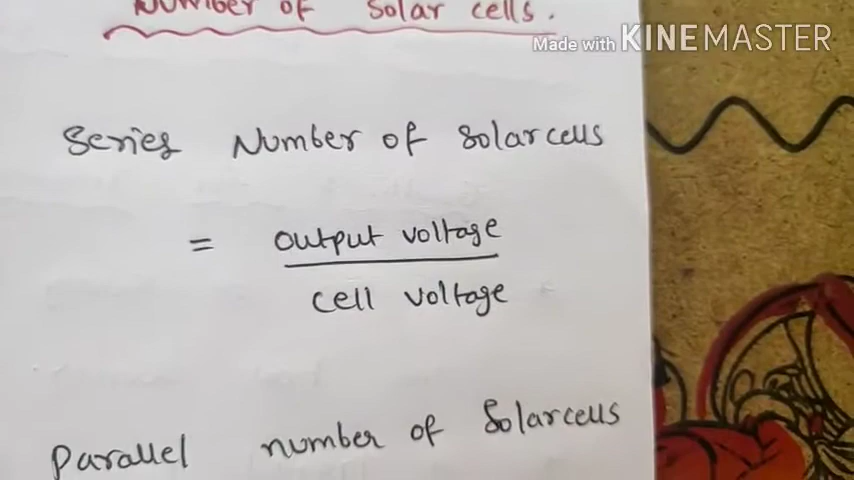 Number of Solar cells.
Made with KINEMASTER
Series Number of Solarcells
= output voltage
cell voltage
Parallel number of Solarcells